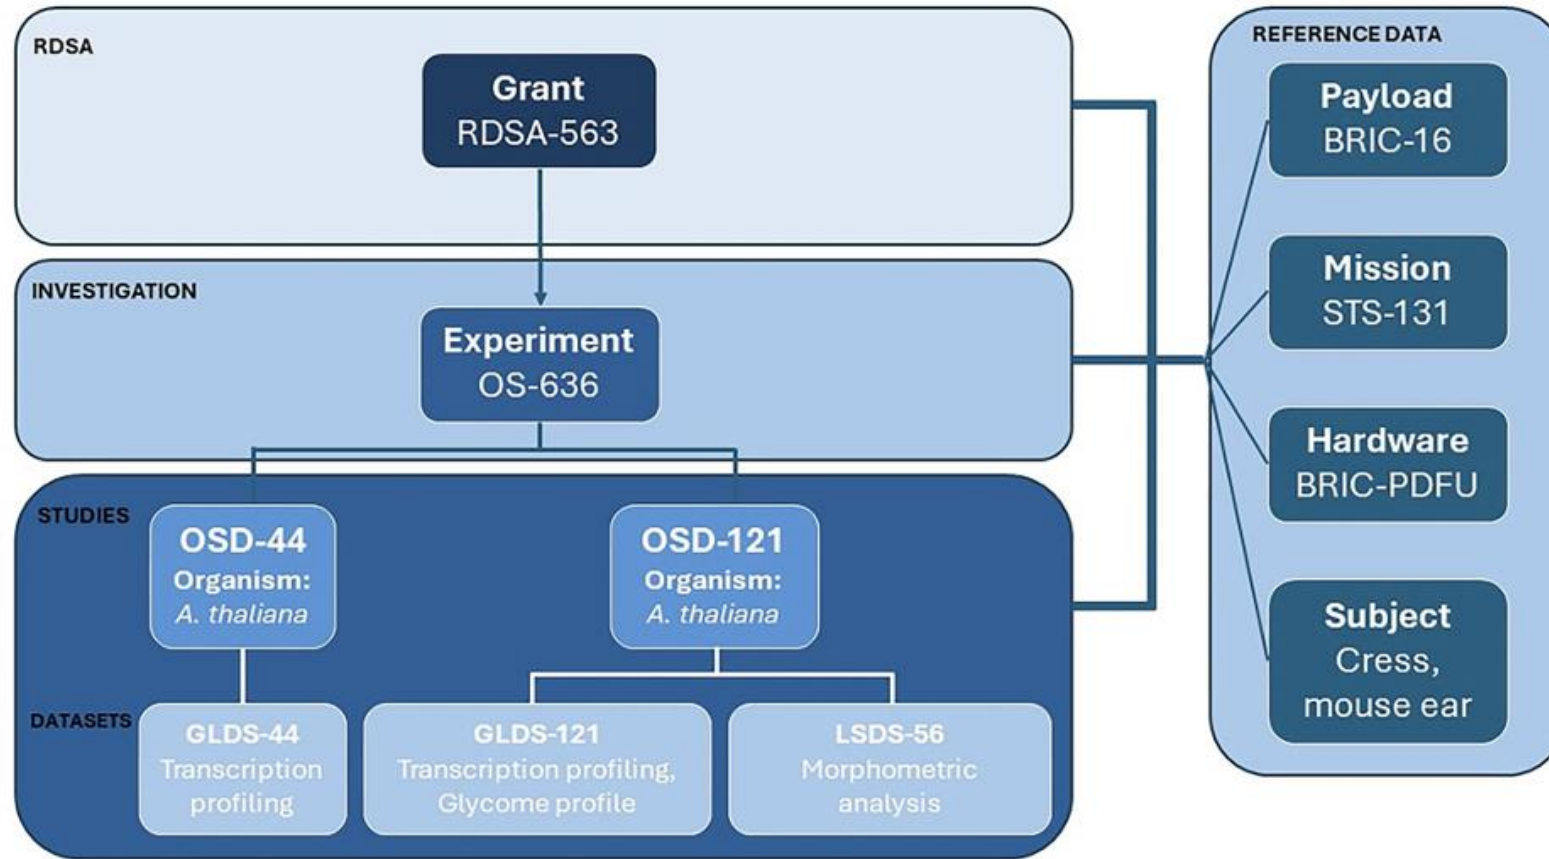 RDSA
Grant
RDSA-563
INVESTIGATION
Experiment
OS-636
STUDIES
OSD-44
Organism:
A. thaliana
OSD-121
Organism:
A. thaliana
DATASETS
GLDS-44
Transcription
profiling
GLDS-121
Transcription profiling,
Glycome profile
LSDS-56
Morphometric
analysis
REFERENCE DATA
Payload
BRIC-16
Mission
STS-131
Hardware
BRIC-PDFU
Subject
Cress,
mouse ear